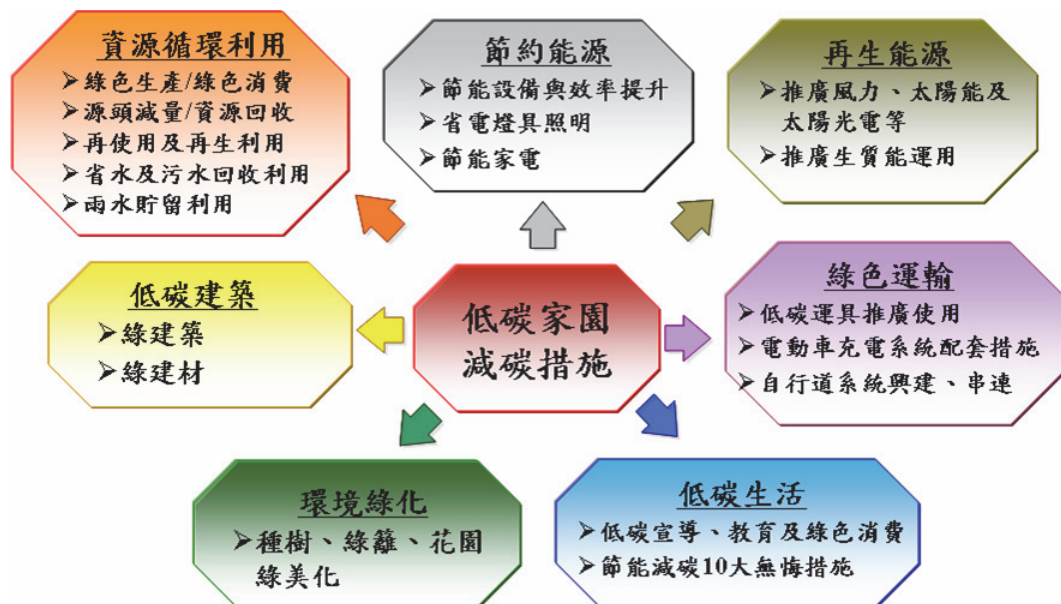 資源循環利用
➢綠色生產/綠色消費
➢源頭減量/資源回收
➢再使用及再生利用
➢省水及污水回收利用
➢雨水貯留利用
節約能源
➢節能設備與效率提升
➢省電燈具照明
➢節能家電
再生能源
➢推廣風力、太陽能及
太陽光電等
➢推廣生質能運用
低碳建築
➢綠建築
➢綠建材
低碳家園
減碳措施
綠色運輸
➢低碳運具推廣使用
➢電動車充電系統配套措施
➢自行道系統興建、串連
環境綠化
➢種樹、綠籬、花園
綠美化
低碳生活
➢低碳宣導、教育及綠色消費
➢節能減碳10大無悔措施